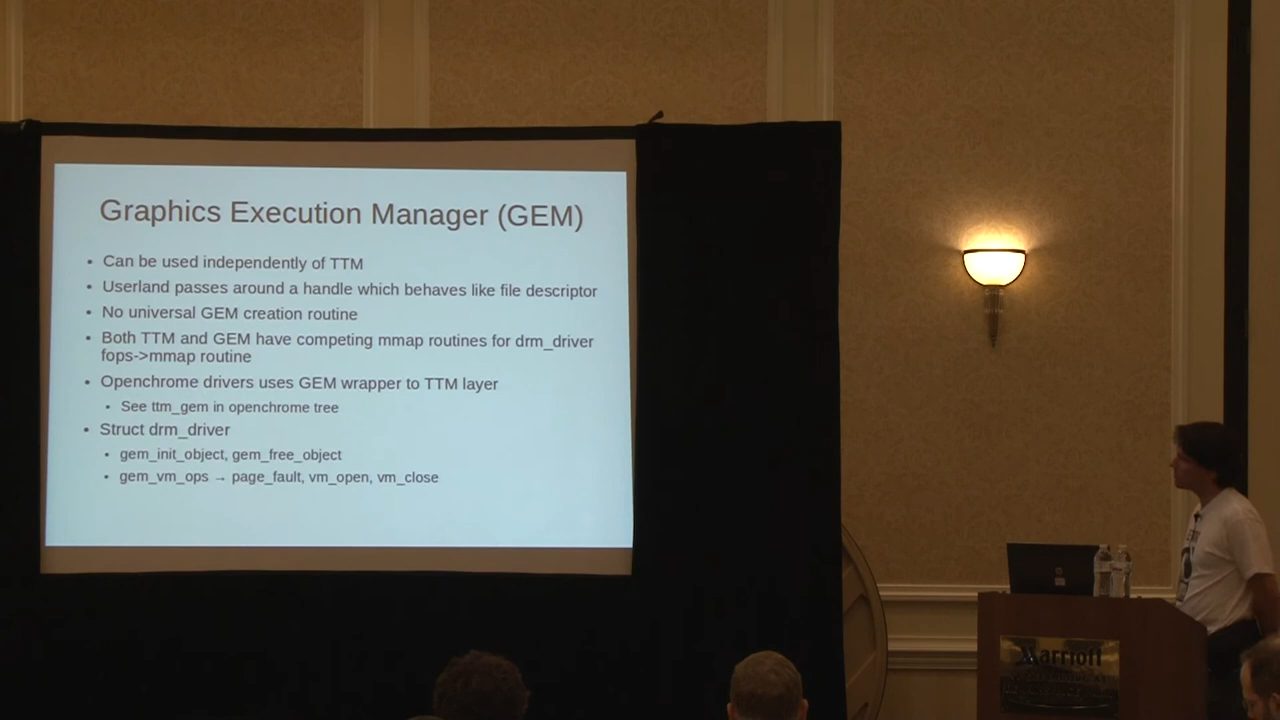 Graphics Execution Manager (GEM)
• Can be used independently of TTM
• Userland passes around a handle which behaves like file descriptor
• No universal GEM creation routine
• Both TTM and GEM have competing mmap routines for drm_driver
fops->mmap routine
• Openchrome drivers uses GEM wrapper to TTM layer
• See ttm_gem in openchrome tree
• Struct drm_driver
• gem_init_object, gem_free_object
• gem_vm_ops → page_fault, vm_open, vm_close
Marriott